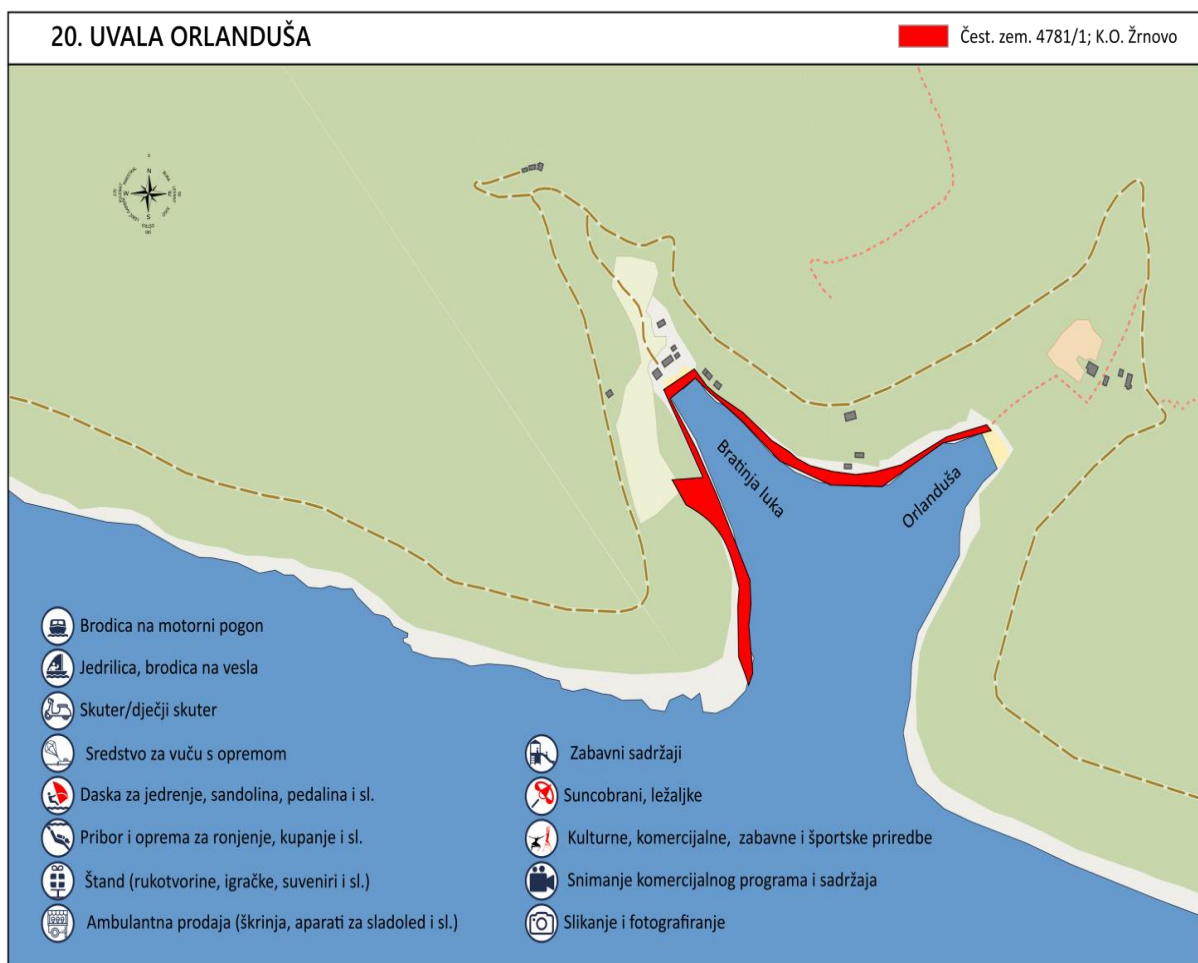 20. UVALA ORLANDUŠA
Čest. zem. 4781/1; K.O. Žrnovo
N
W
S
Bratinja luka
Orlanduša
Brodica na motorni pogon
Jedrilica, brodica na vesla
Skuter/dječji skuter
Sredstvo za vuču s opremom
Daska za jedrenje, sandolina, pedalina i sl.
Pribor i oprema za ronjenje, kupanje i sl.
Štand (rukotvorine, igračke, suveniri i sl.)
Ambulantna prodaja (škrinja, aparati za sladoled i sl.)
Zabavni sadržaji
Suncobrani, ležaljke
Kulturne, komercijalne, zabavne i športske priredbe
Snimanje komercijalnog programa i sadržaja
Slikanje i fotografiranje